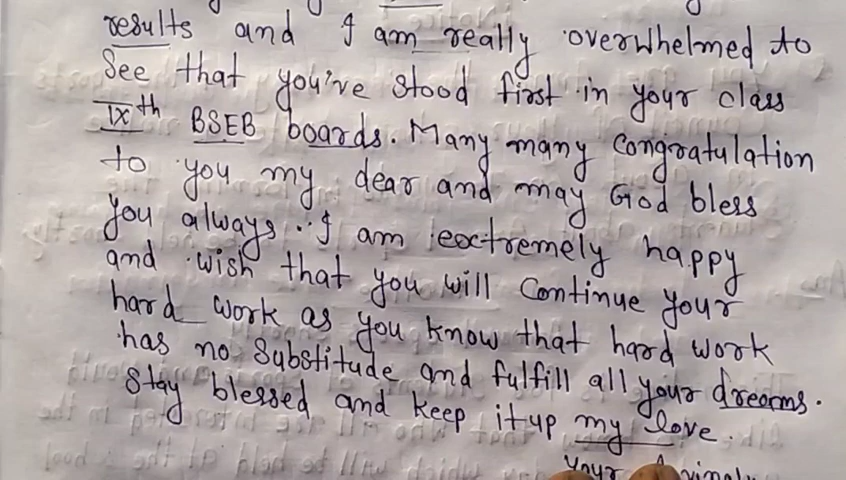 results and I am really overwhelmed to
See that you've stood first in your class
IXth BSEB boards. Many many Congratulation
to you my dear and may God bless
you always. I am extremely happy
and wish that you will Continue your
hard work as you know that hard work
has no Substitude and fulfill all your dreams.
Stay blessed and keep it up my love.
your